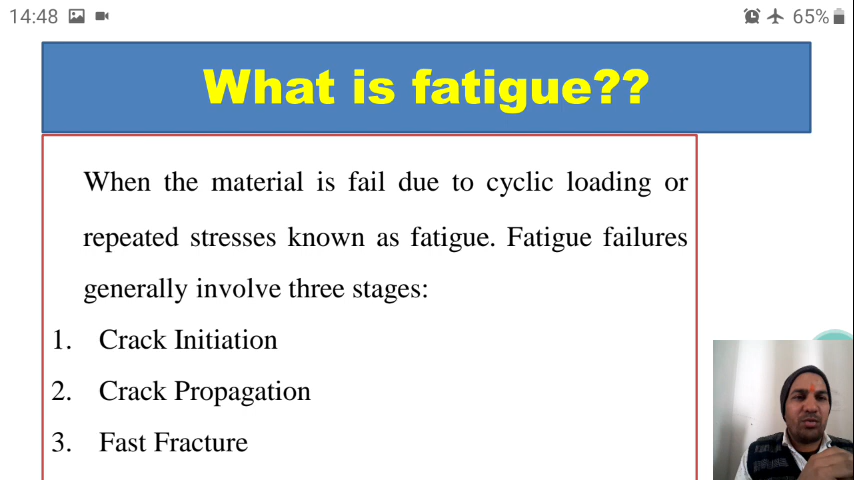 14:48
65%
What is fatigue??
When the material is fail due to cyclic loading or
repeated stresses known as fatigue. Fatigue failures
generally involve three stages:
1. Crack Initiation
2. Crack Propagation
3. Fast Fracture